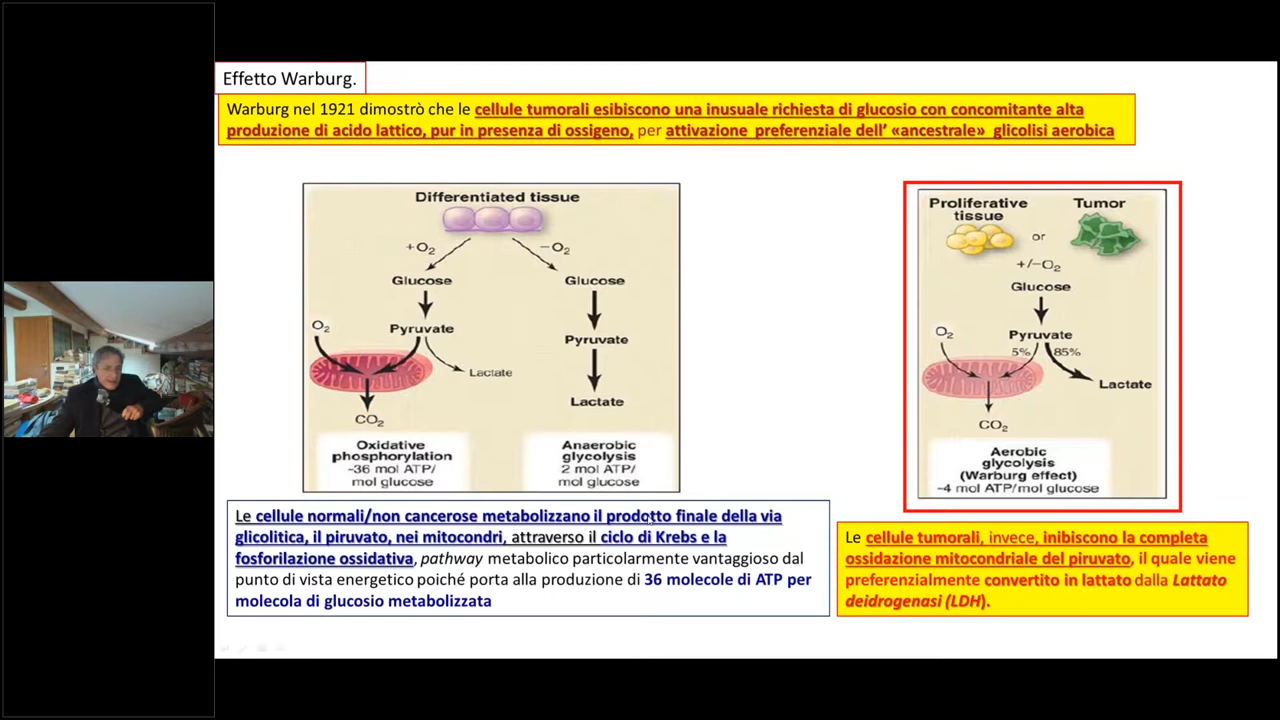 Effetto Warburg.
Warburg nel 1921 dimostrò che le cellule tumorali esibiscono una inusuale richiesta di glucosio con concomitante alta
produzione di acido lattico, pur in presenza di ossigeno, per attivazione preferenziale dell' «ancestrale» glicolisi aerobica
Differentiated tissue
+O₂
−O₂
Glucose
Glucose
O₂
Pyruvate
Pyruvate
Lactate
Lactate
CO₂
Oxidative
phosphorylation
~36 mol ATP/
mol glucose
Anaerobic
glycolysis
2 mol ATP/
mol glucose
Proliferative
tissue
Tumor
or
+/−O₂
Glucose
O₂
Pyruvate
5%
85%
Lactate
CO₂
Aerobic
glycolysis
(Warburg effect)
~4 mol ATP/mol glucose
Le cellule normali/non cancerose metabolizzano il prodotto finale della via
glicolitica, il piruvato, nei mitocondri, attraverso il ciclo di Krebs e la
fosforilazione ossidativa, pathway metabolico particolarmente vantaggioso dal
punto di vista energetico poiché porta alla produzione di 36 molecole di ATP per
molecola di glucosio metabolizzata
Le cellule tumorali, invece, inibiscono la completa
ossidazione mitocondriale del piruvato, il quale viene
preferenzialmente convertito in lattato dalla Lattato
deidrogenasi (LDH).